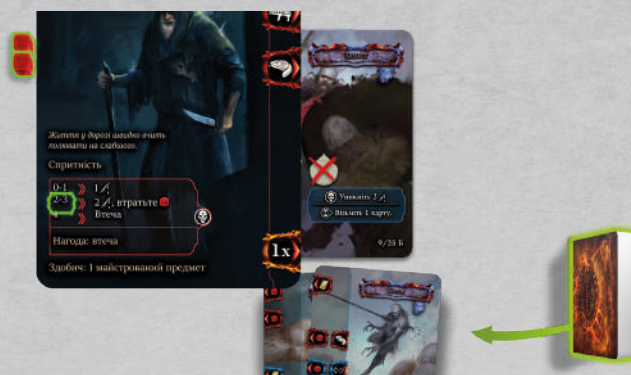 Життя у дорозі швидко вчить
полювати на слабшого.
Спритність
0-1 1
2-3 2 , втратьте
Втеча
Нагода: втеча
Здобич: 1 майстрований предмет
1x
Уникніть 2
Візьміть 1 карту.
9/25 Б